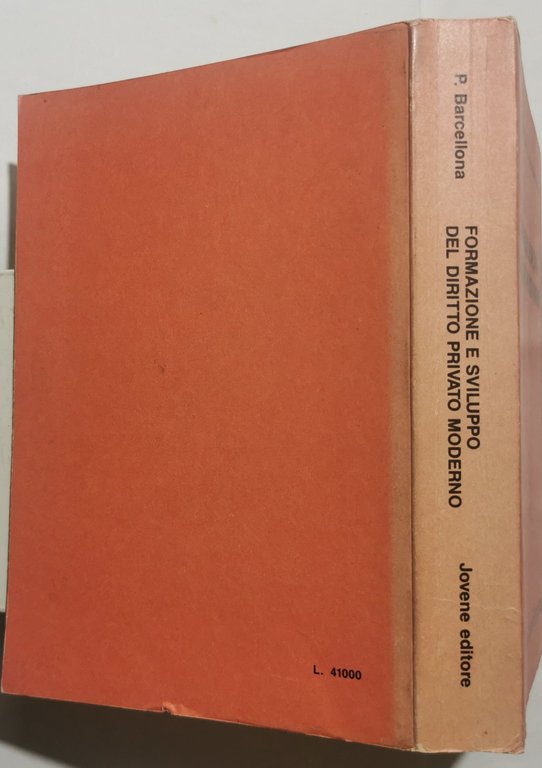 P. Barcellona
FORMAZIONE E SVILUPPO
DEL DIRITTO PRIVATO MODERNO
Jovene editore
L. 41000